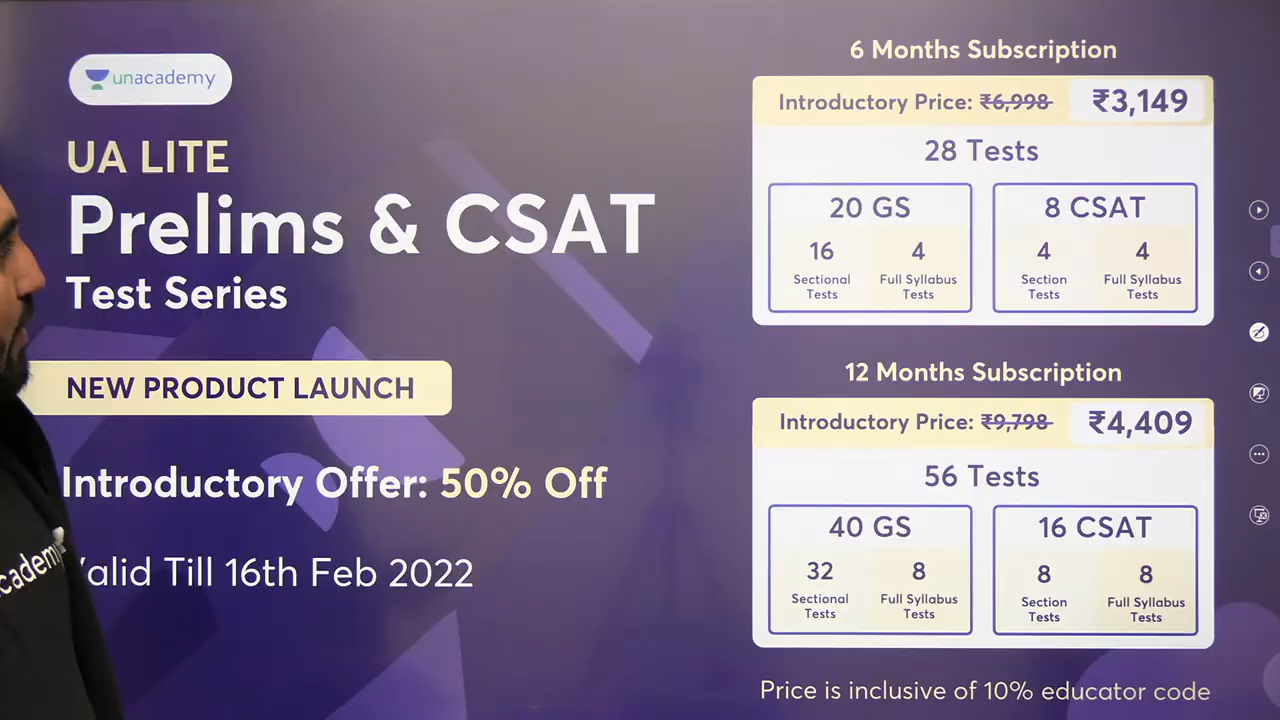 unacademy
UA LITE
Prelims & CSAT
Test Series
NEW PRODUCT LAUNCH
Introductory Offer: 50% Off
Valid Till 16th Feb 2022
cademy
6 Months Subscription
Introductory Price: ₹6,998 ₹3,149
28 Tests
20 GS
16 4
Sectional Full Syllabus
Tests Tests
8 CSAT
4 4
Section Full Syllabus
Tests Tests
12 Months Subscription
Introductory Price: ₹9,798 ₹4,409
56 Tests
40 GS
32 8
Sectional Full Syllabus
Tests Tests
16 CSAT
8 8
Section Full Syllabus
Tests Tests
Price is inclusive of 10% educator code